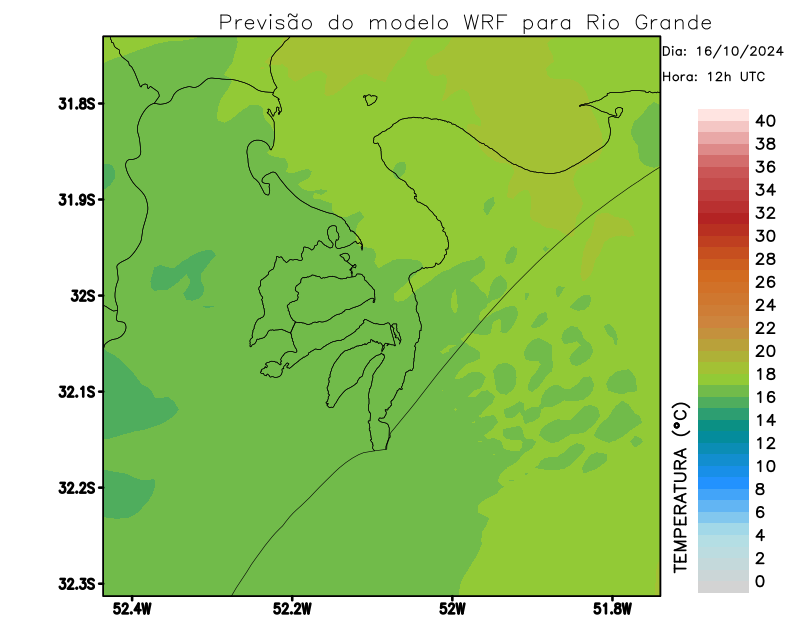 Previsão do modelo WRF para Rio Grande
Dia: 16/10/2024
Hora: 12h UTC
31.8S
31.9S
32S
32.1S
32.2S
32.3S
52.4W
52.2W
52W
51.8W
TEMPERATURA (°C)
40
38
36
34
32
30
28
26
24
22
20
18
16
14
12
10
8
6
4
2
0